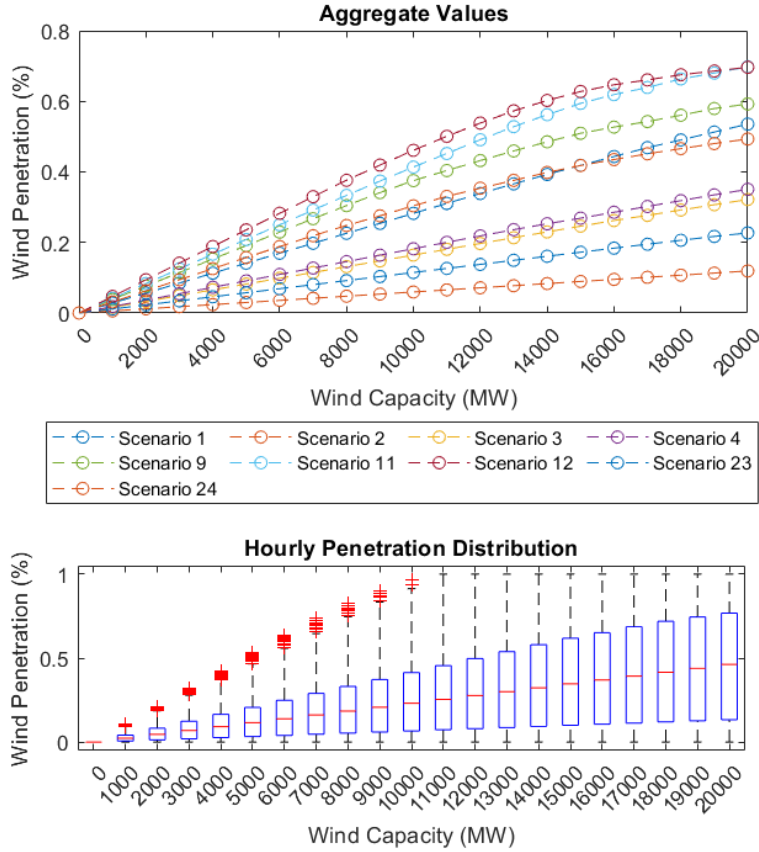 Aggregate Values
0.8
0.6
0.4
0.2
0
Wind Penetration (%)
0 2000 4000 6000 8000 10000 12000 14000 16000 18000 20000
Wind Capacity (MW)
Scenario 1 Scenario 2 Scenario 3 Scenario 4
Scenario 9 Scenario 11 Scenario 12 Scenario 23
Scenario 24
Hourly Penetration Distribution
1
0.5
0
Wind Penetration (%)
0 1000 2000 3000 4000 5000 6000 7000 8000 9000 10000 11000 12000 13000 14000 15000 16000 17000 18000 19000 20000
Wind Capacity (MW)